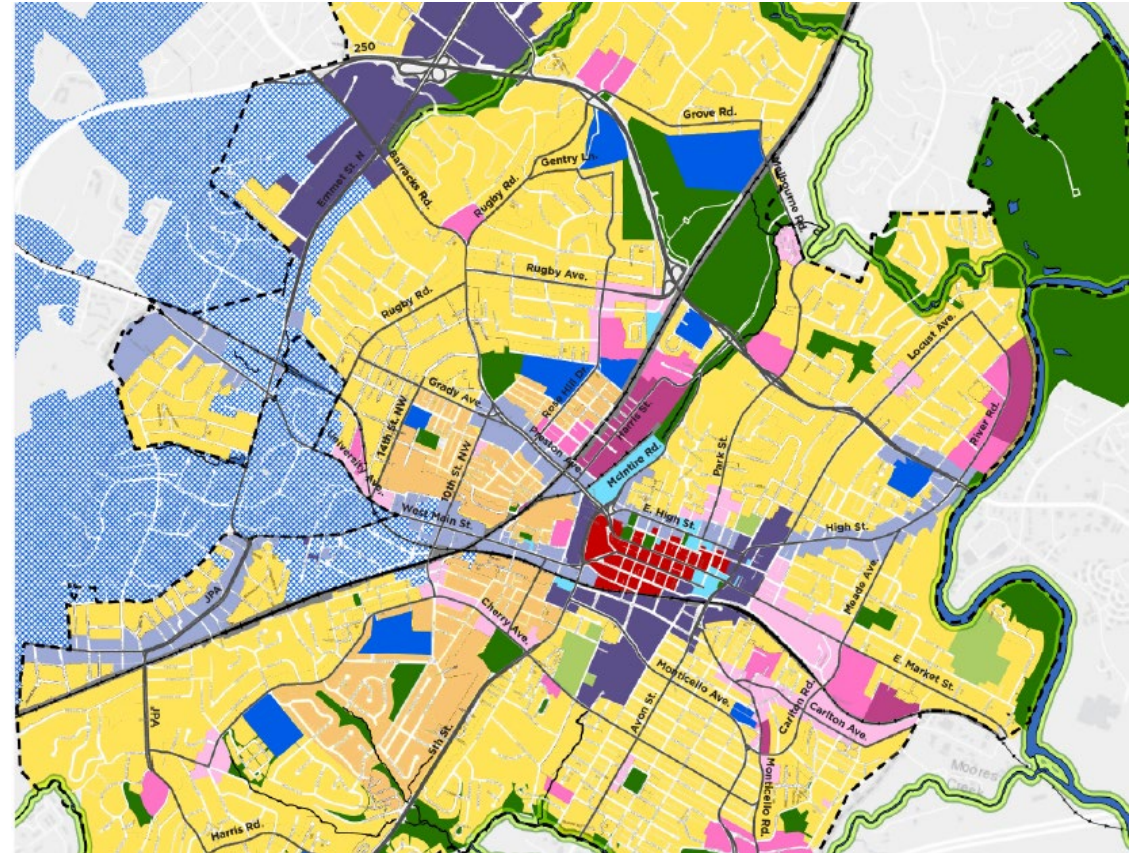 250
Grove Rd.
Barracks Rd.
Emmet St. N
Gentry Ln.
Rugby Rd.
Melbourne Rd.
Rugby Ave.
Rugby Rd.
Locust Ave.
Grady Ave.
Rose Hill Dr.
Harris St.
River Rd.
14th St. NW
Preston Ave.
Park St.
University Ave.
10th St. NW
McIntire Rd.
West Main St.
E. High St.
High St.
JPA
Meade Ave.
Cherry Ave.
E. Market St.
Monticello Ave.
Carlton Rd.
JPA
Avon St.
Carlton Ave.
5th St.
Monticello Rd.
Moores
Creek
Harris Rd.